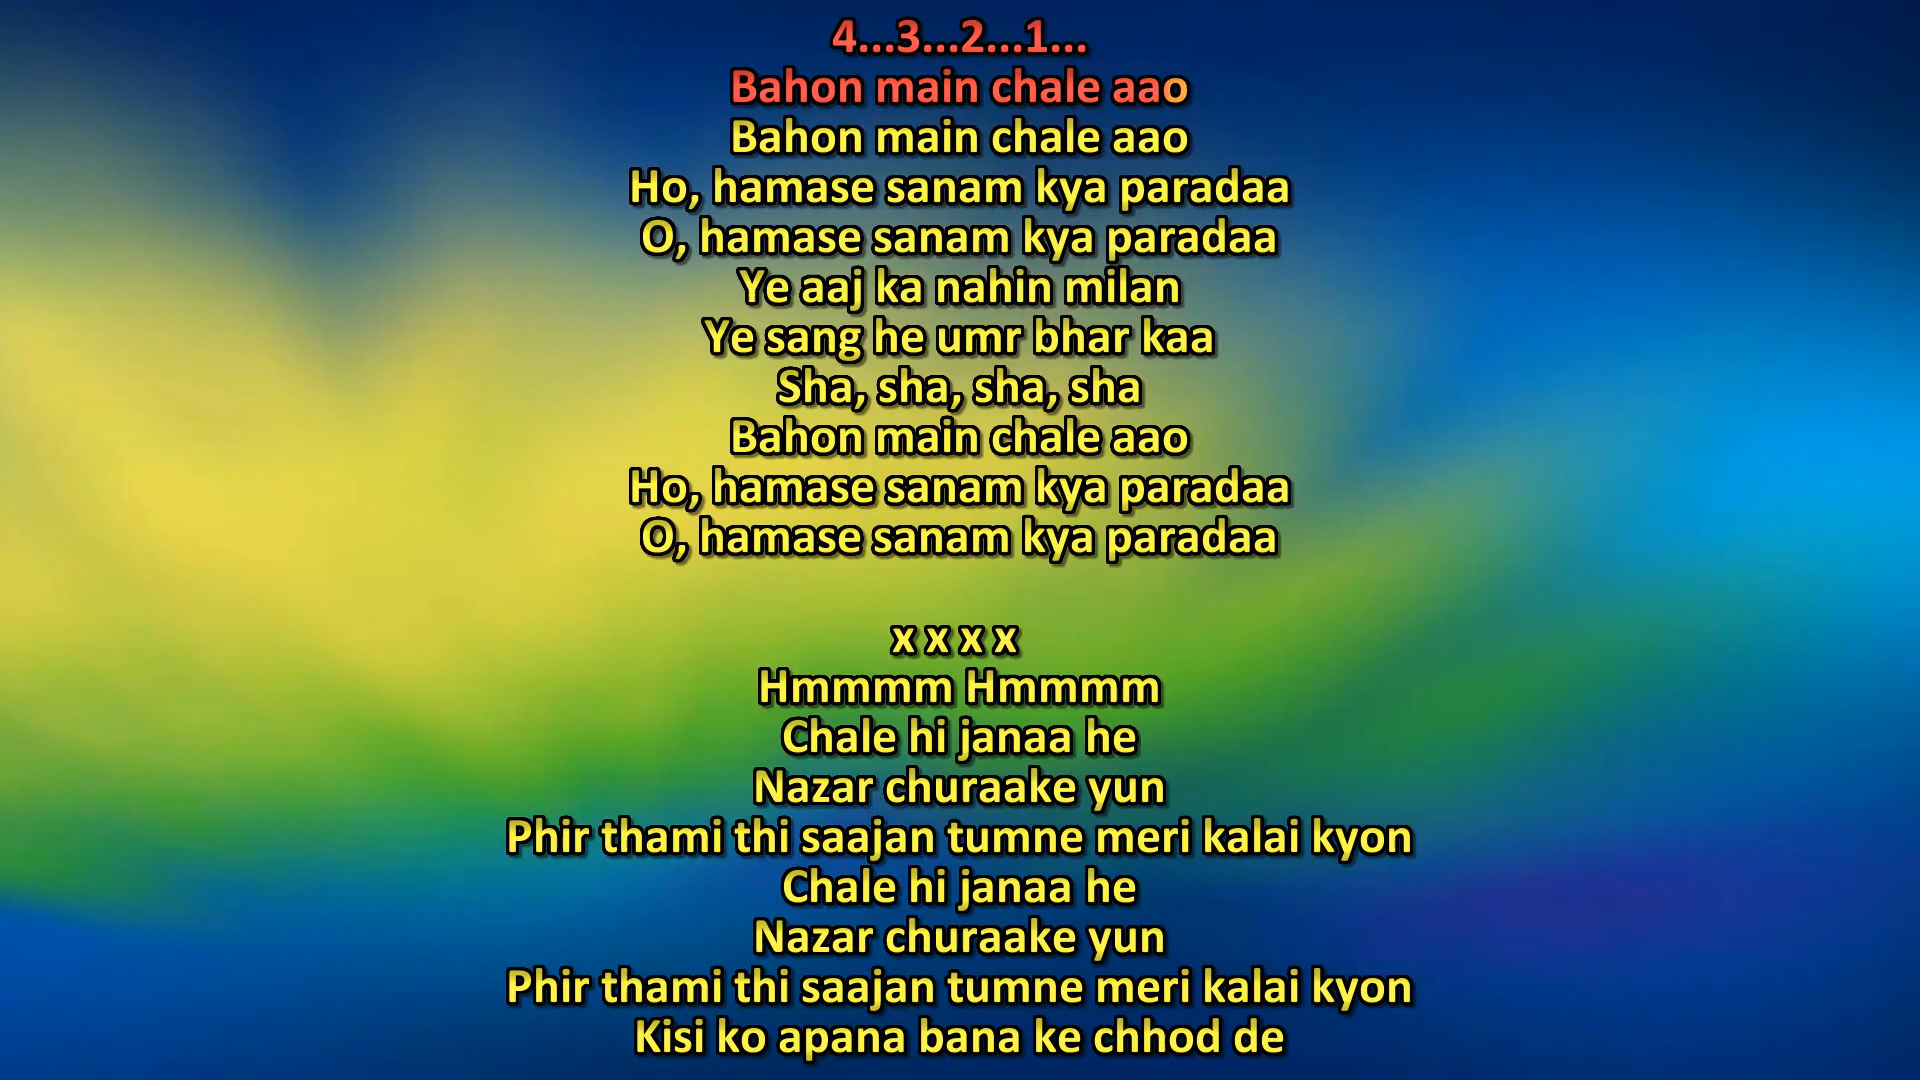 4...3...2...1...
Bahon main chale aao
Bahon main chale aao
Ho, hamase sanam kya paradaa
O, hamase sanam kya paradaa
Ye aaj ka nahin milan
Ye sang he umr bhar kaa
Sha, sha, sha, sha
Bahon main chale aao
Ho, hamase sanam kya paradaa
O, hamase sanam kya paradaa
x x x x
Hmmmm Hmmmm
Chale hi janaa he
Nazar churaake yun
Phir thami thi saajan tumne meri kalai kyon
Chale hi janaa he
Nazar churaake yun
Phir thami thi saajan tumne meri kalai kyon
Kisi ko apana bana ke chhod de